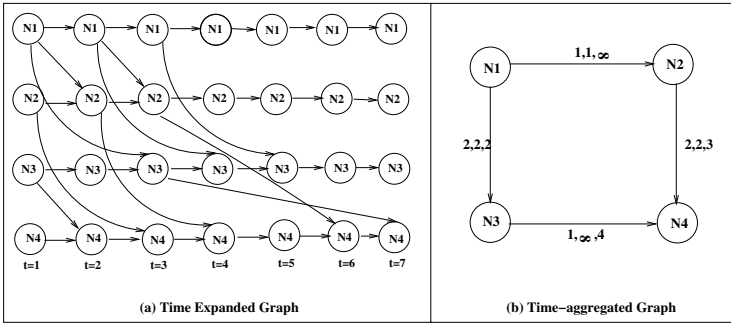 N1 N1 N1 N1 N1 N1 N1
N2 N2 N2 N2 N2 N2 N2
N3 N3 N3 N3 N3 N3 N3
N4 N4 N4 N4 N4 N4 N4
t=1 t=2 t=3 t=4 t=5 t=6 t=7
(a) Time Expanded Graph
N1 1,1,∞ N2
2,2,2 2,2,3
N3 1,∞,4 N4
(b) Time-aggregated Graph